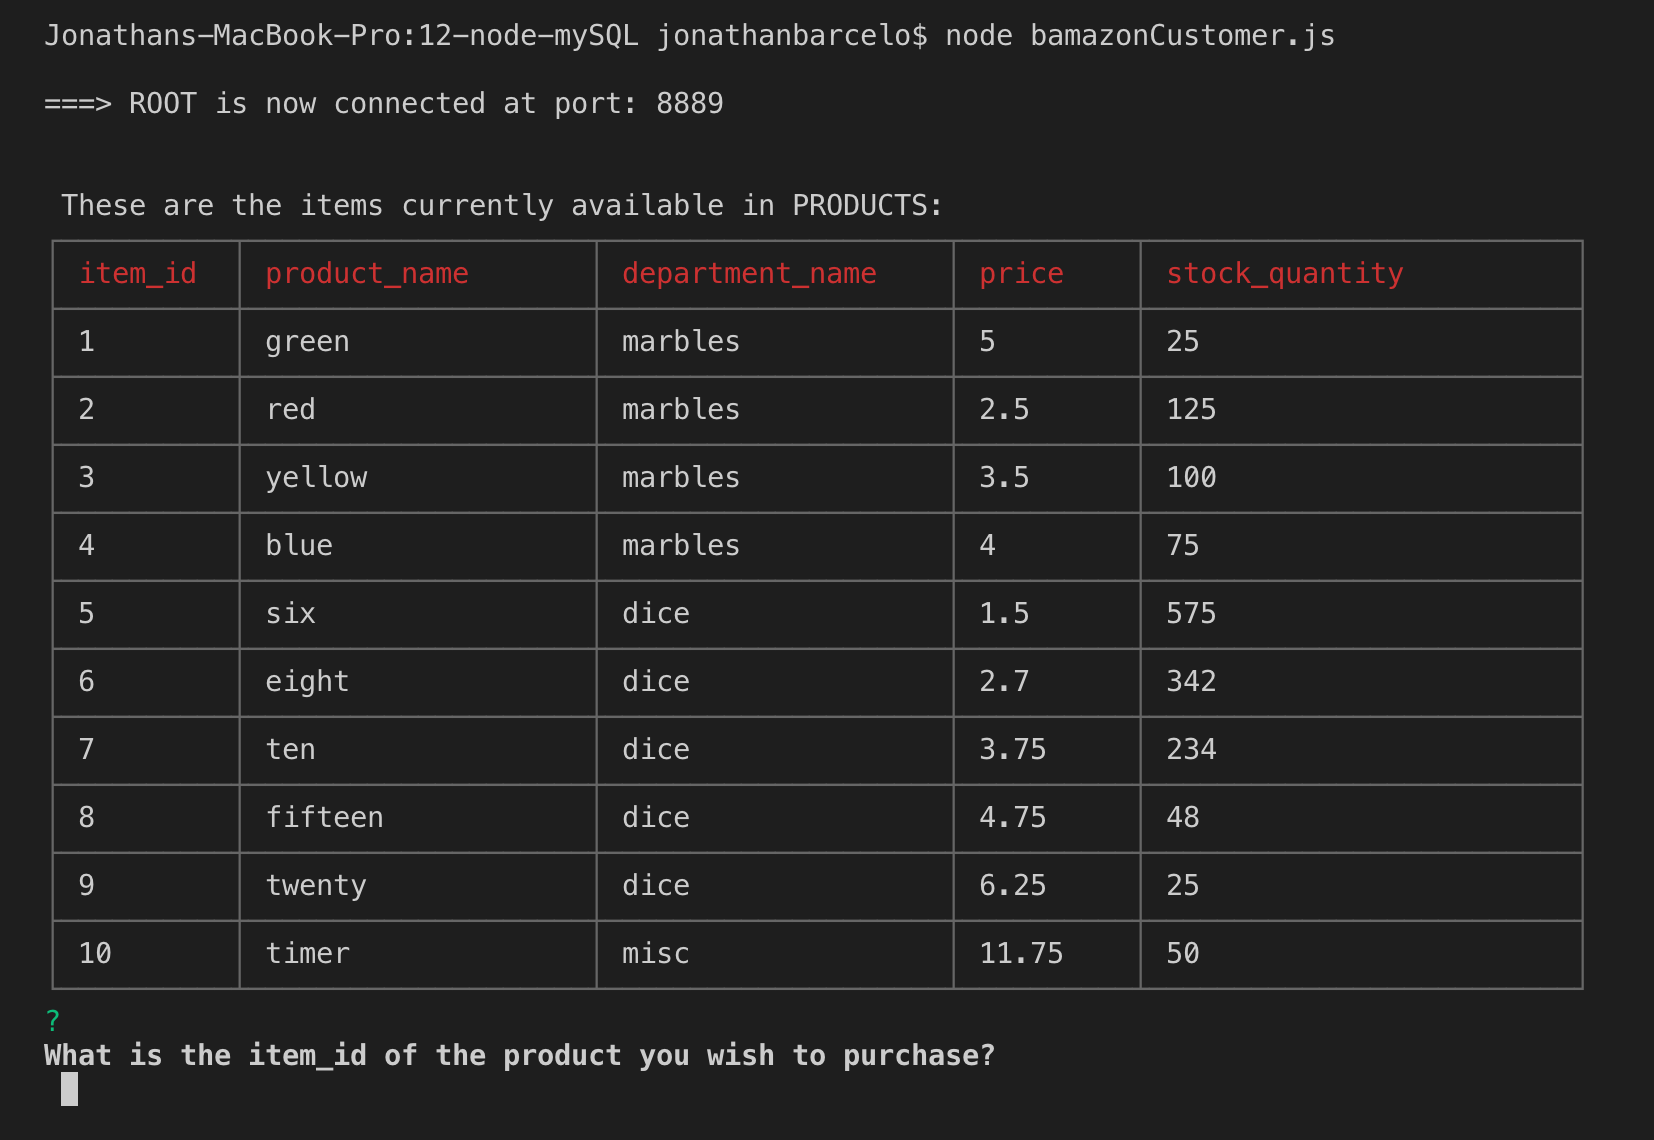 Jonathans-MacBook-Pro:12-node-mySQL jonathanbarcelo$ node bamazonCustomer.js
===> ROOT is now connected at port: 8889
These are the items currently available in PRODUCTS:
item_id product_name department_name price stock_quantity
1 green marbles 5 25
2 red marbles 2.5 125
3 yellow marbles 3.5 100
4 blue marbles 4 75
5 six dice 1.5 575
6 eight dice 2.7 342
7 ten dice 3.75 234
8 fifteen dice 4.75 48
9 twenty dice 6.25 25
10 timer misc 11.75 50
?
What is the item_id of the product you wish to purchase?